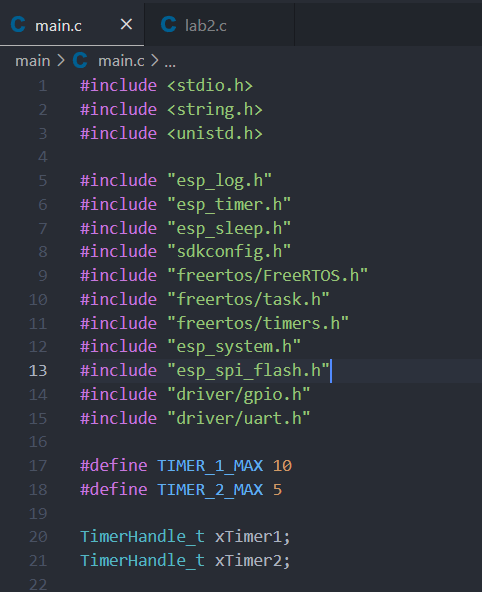 main.c
lab2.c
main > main.c > ...
1 #include <stdio.h>
2 #include <string.h>
3 #include <unistd.h>
4
5 #include "esp_log.h"
6 #include "esp_timer.h"
7 #include "esp_sleep.h"
8 #include "sdkconfig.h"
9 #include "freertos/FreeRTOS.h"
10 #include "freertos/task.h"
11 #include "freertos/timers.h"
12 #include "esp_system.h"
13 #include "esp_spi_flash.h"
14 #include "driver/gpio.h"
15 #include "driver/uart.h"
16
17 #define TIMER_1_MAX 10
18 #define TIMER_2_MAX 5
19
20 TimerHandle_t xTimer1;
21 TimerHandle_t xTimer2;
22